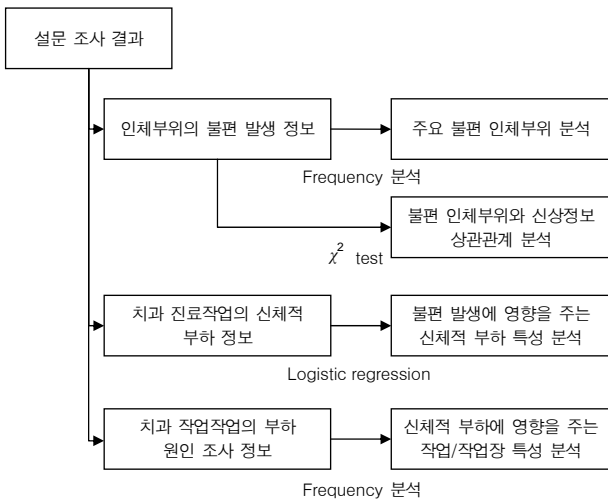 설문 조사 결과
인체부위의 불편 발생 정보
주요 불편 인체부위 분석
Frequency 분석
불편 인체부위와 신상정보
상관관계 분석
χ² test
치과 진료작업의 신체적
부하 정보
불편 발생에 영향을 주는
신체적 부하 특성 분석
Logistic regression
치과 작업작업의 부하
원인 조사 정보
신체적 부하에 영향을 주는
작업/작업장 특성 분석
Frequency 분석